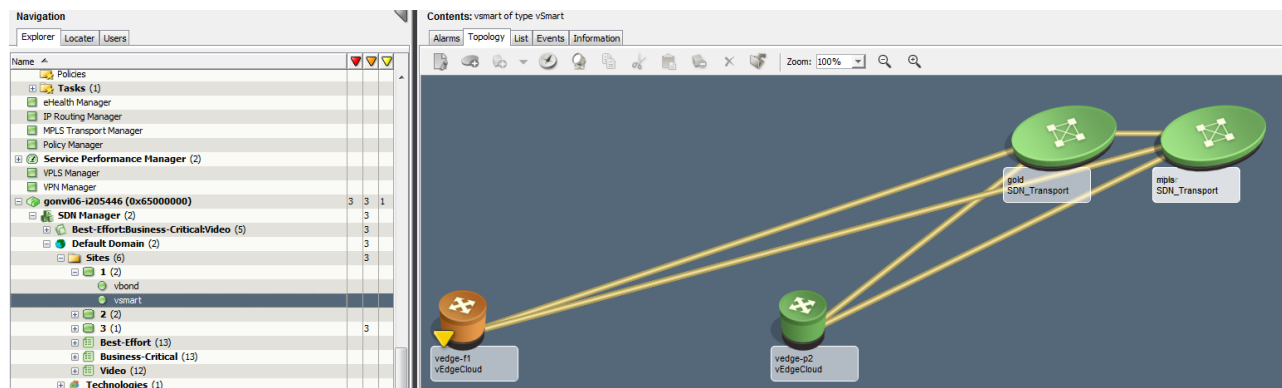 Navigation
Explorer Locater Users
Name
Policies
Tasks (1)
eHealth Manager
IP Routing Manager
MPLS Transport Manager
Policy Manager
Service Performance Manager (2)
VPLS Manager
VPN Manager
gonvi06-i205446 (0x65000000) 3 3 1
SDN Manager (2) 3
Best-Effort:Business-Critical:Video (5) 3
Default Domain (2) 3
Sites (6) 3
1 (2)
vbond
vsmart
2 (2)
3 (1) 3
Best-Effort (13)
Business-Critical (13)
Video (12)
Technologies (1)
Contents: vsmart of type vSmart
Alarms Topology List Events Information
Zoom: 100%
gold
SDN_Transport
mpls
SDN_Transport
vedge-f1
vEdgeCloud
vedge-p2
vEdgeCloud